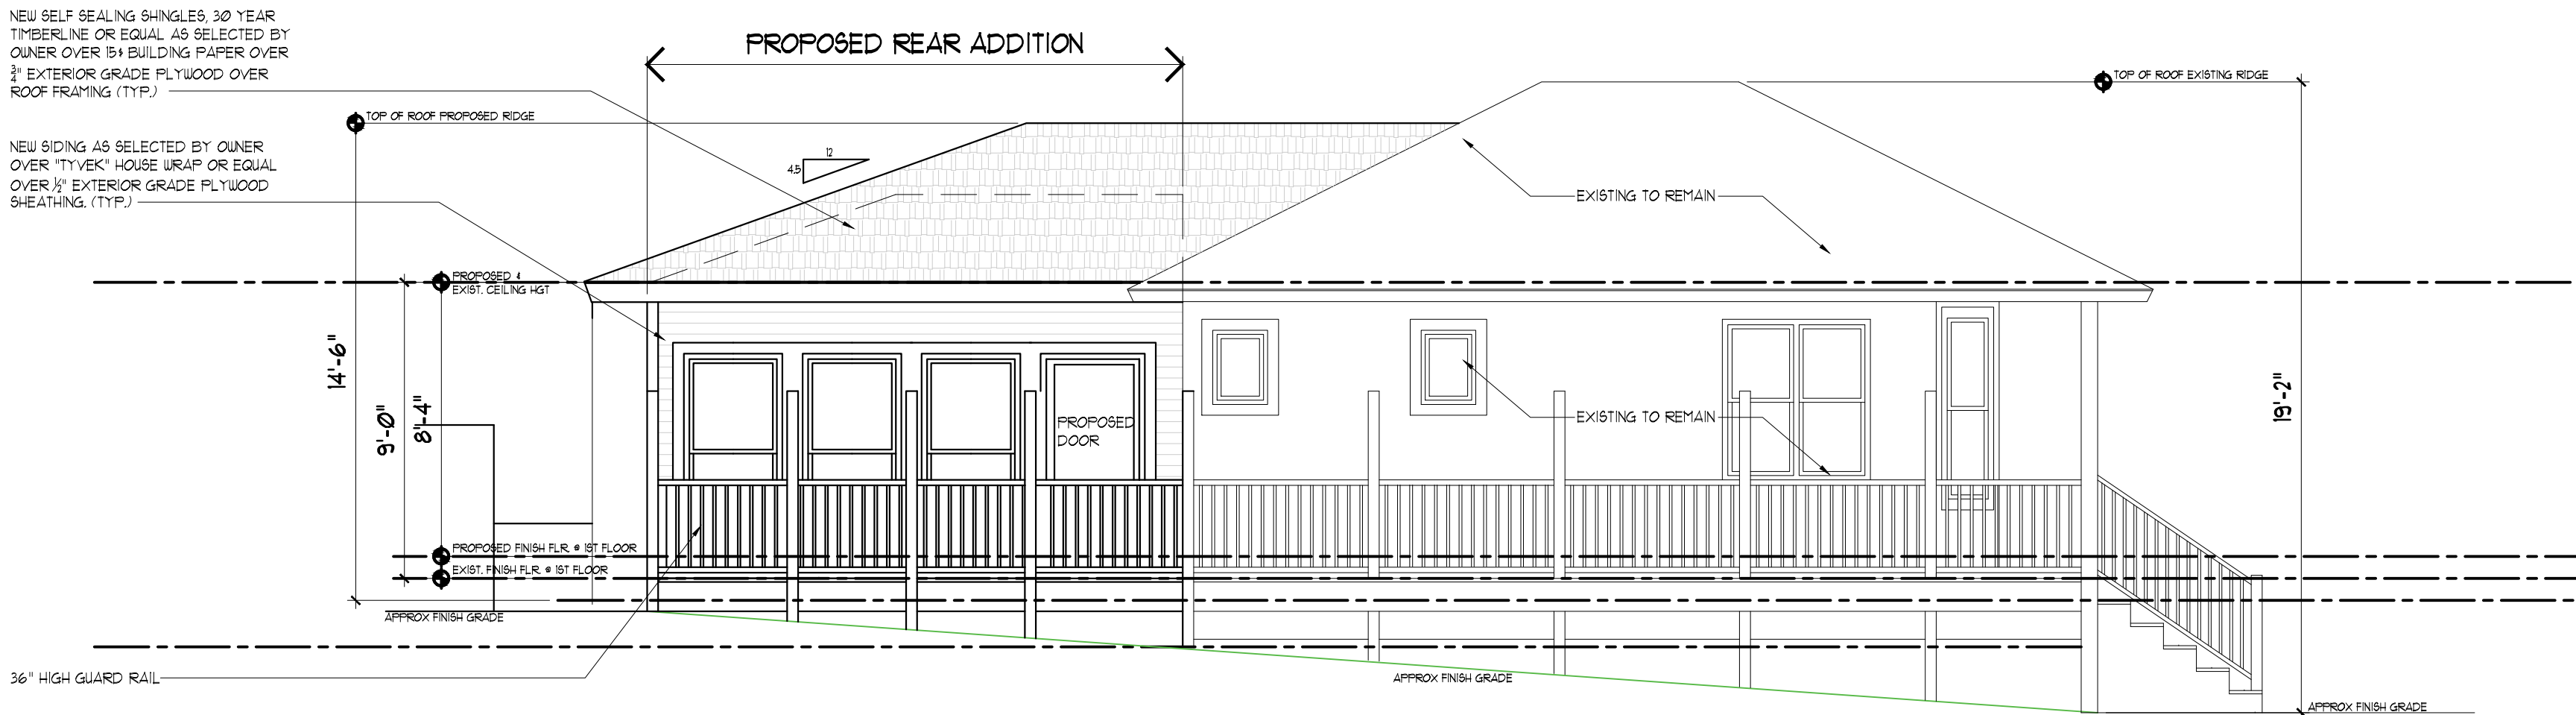 NEW SELF SEALING SHINGLES, 30 YEAR
TIMBERLINE OR EQUAL AS SELECTED BY
OWNER OVER 15# BUILDING PAPER OVER
3/4" EXTERIOR GRADE PLYWOOD OVER
ROOF FRAMING (TYP.)
PROPOSED REAR ADDITION
TOP OF ROOF EXISTING RIDGE
TOP OF ROOF PROPOSED RIDGE
NEW SIDING AS SELECTED BY OWNER
OVER "TYVEK" HOUSE WRAP OR EQUAL
OVER 1/2" EXTERIOR GRADE PLYWOOD
SHEATHING. (TYP.)
12
4.5
EXISTING TO REMAIN
PROPOSED &
EXIST. CEILING HGT
14'-6"
9'-0"
8'-4"
19'-2"
PROPOSED
DOOR
EXISTING TO REMAIN
PROPOSED FINISH FLR. @ 1ST FLOOR
EXIST. FINISH FLR. @ 1ST FLOOR
APPROX FINISH GRADE
36" HIGH GUARD RAIL
APPROX FINISH GRADE
APPROX FINISH GRADE